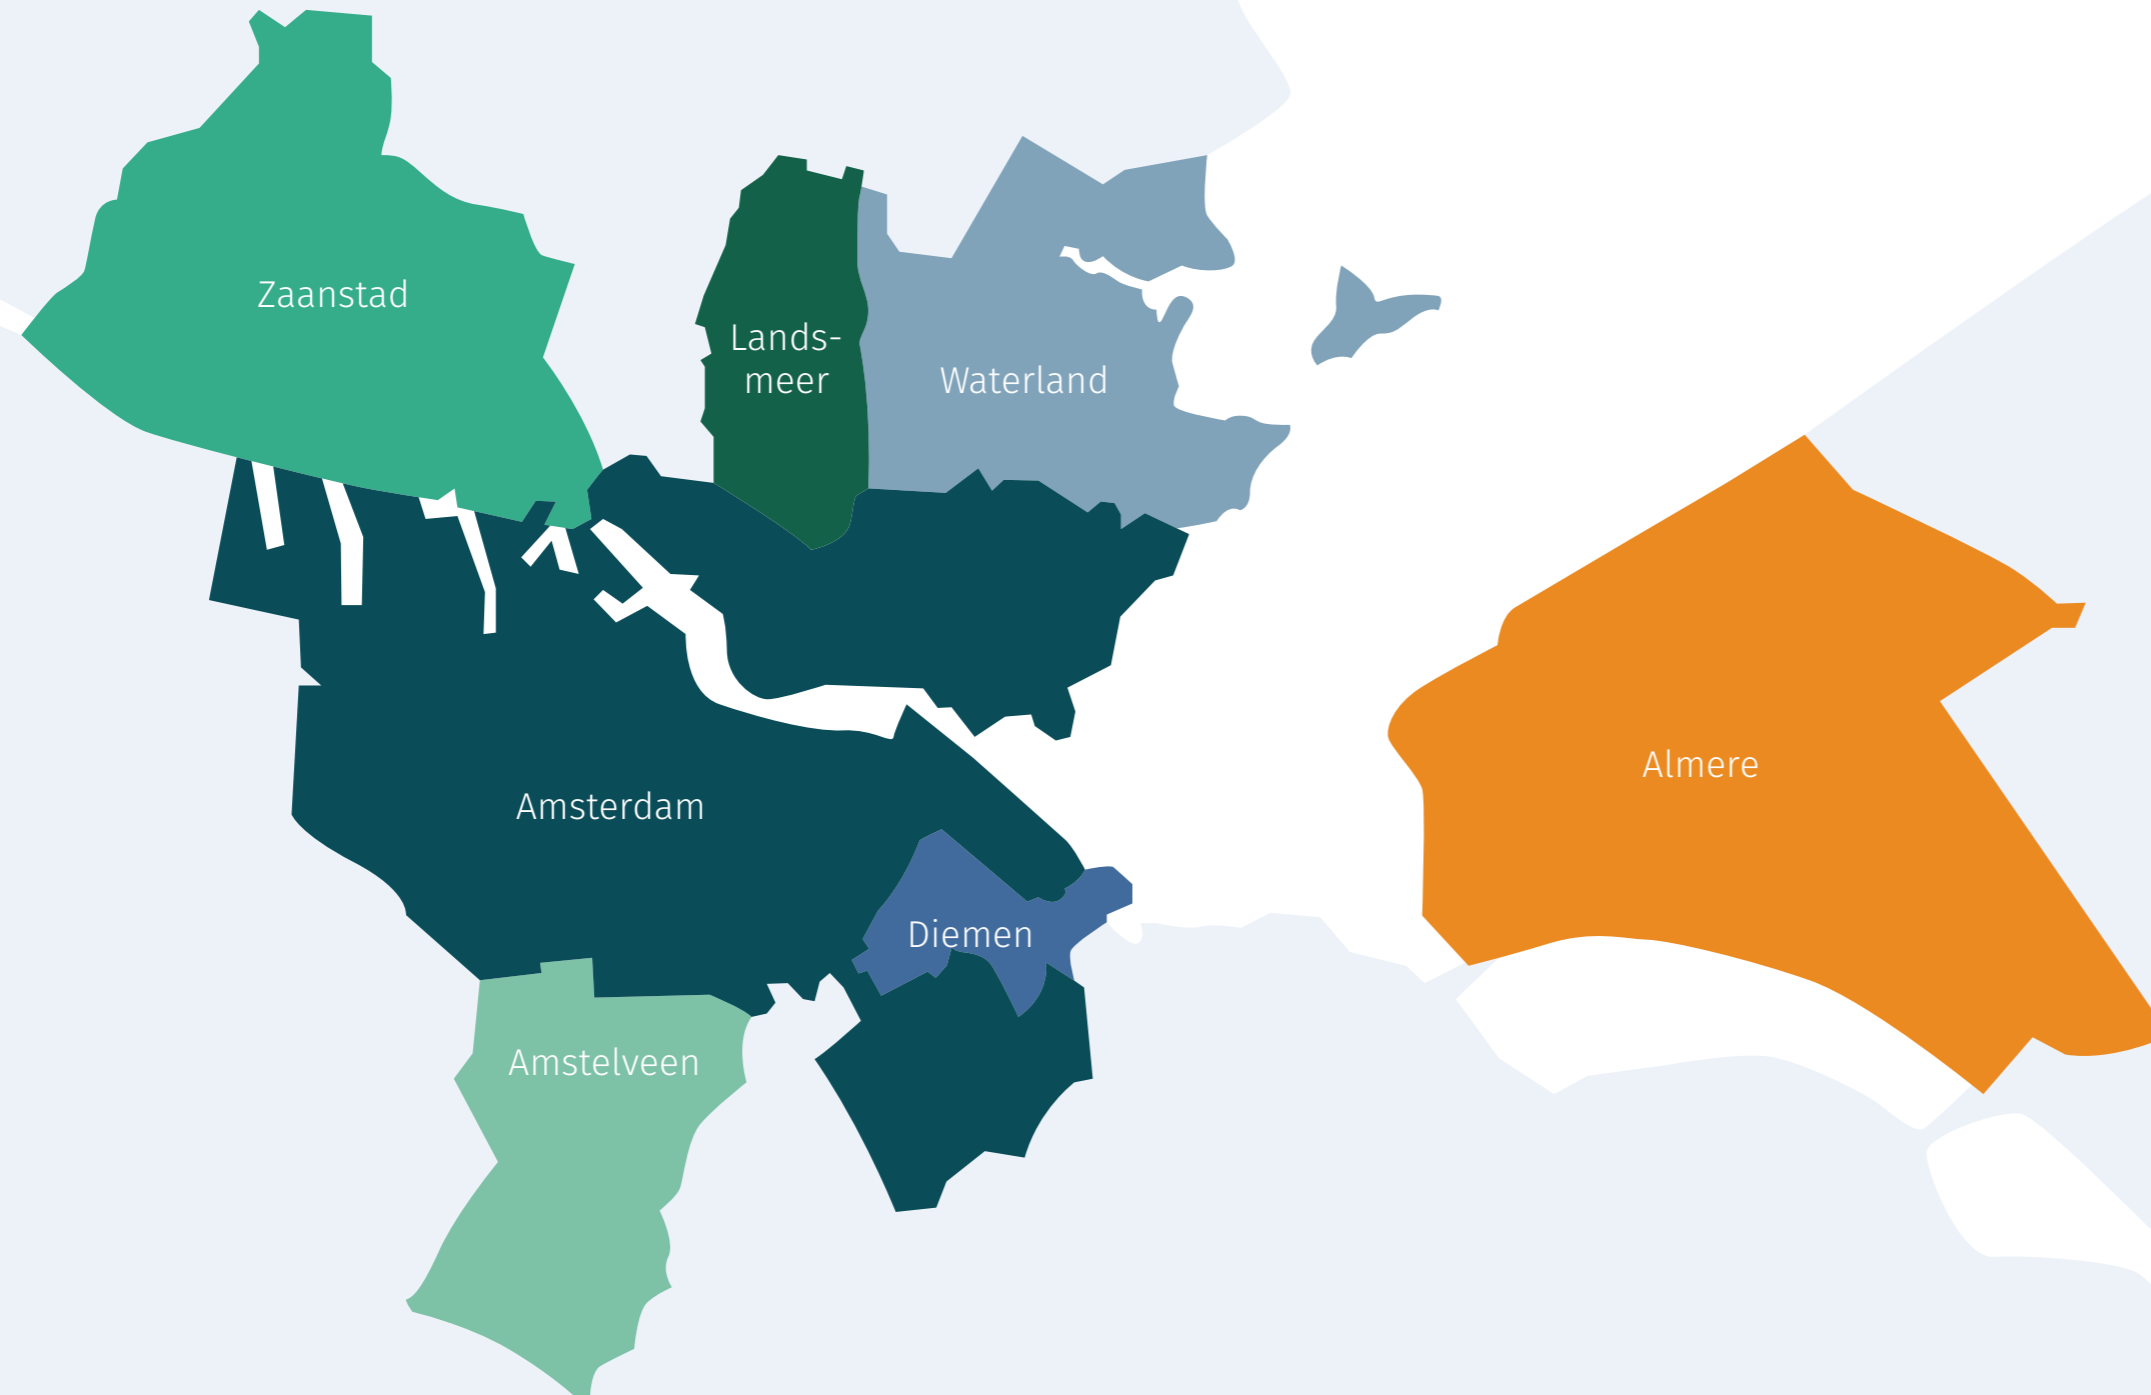 Zaanstad
Lands-
meer
Waterland
Almere
Amsterdam
Diemen
Amstelveen